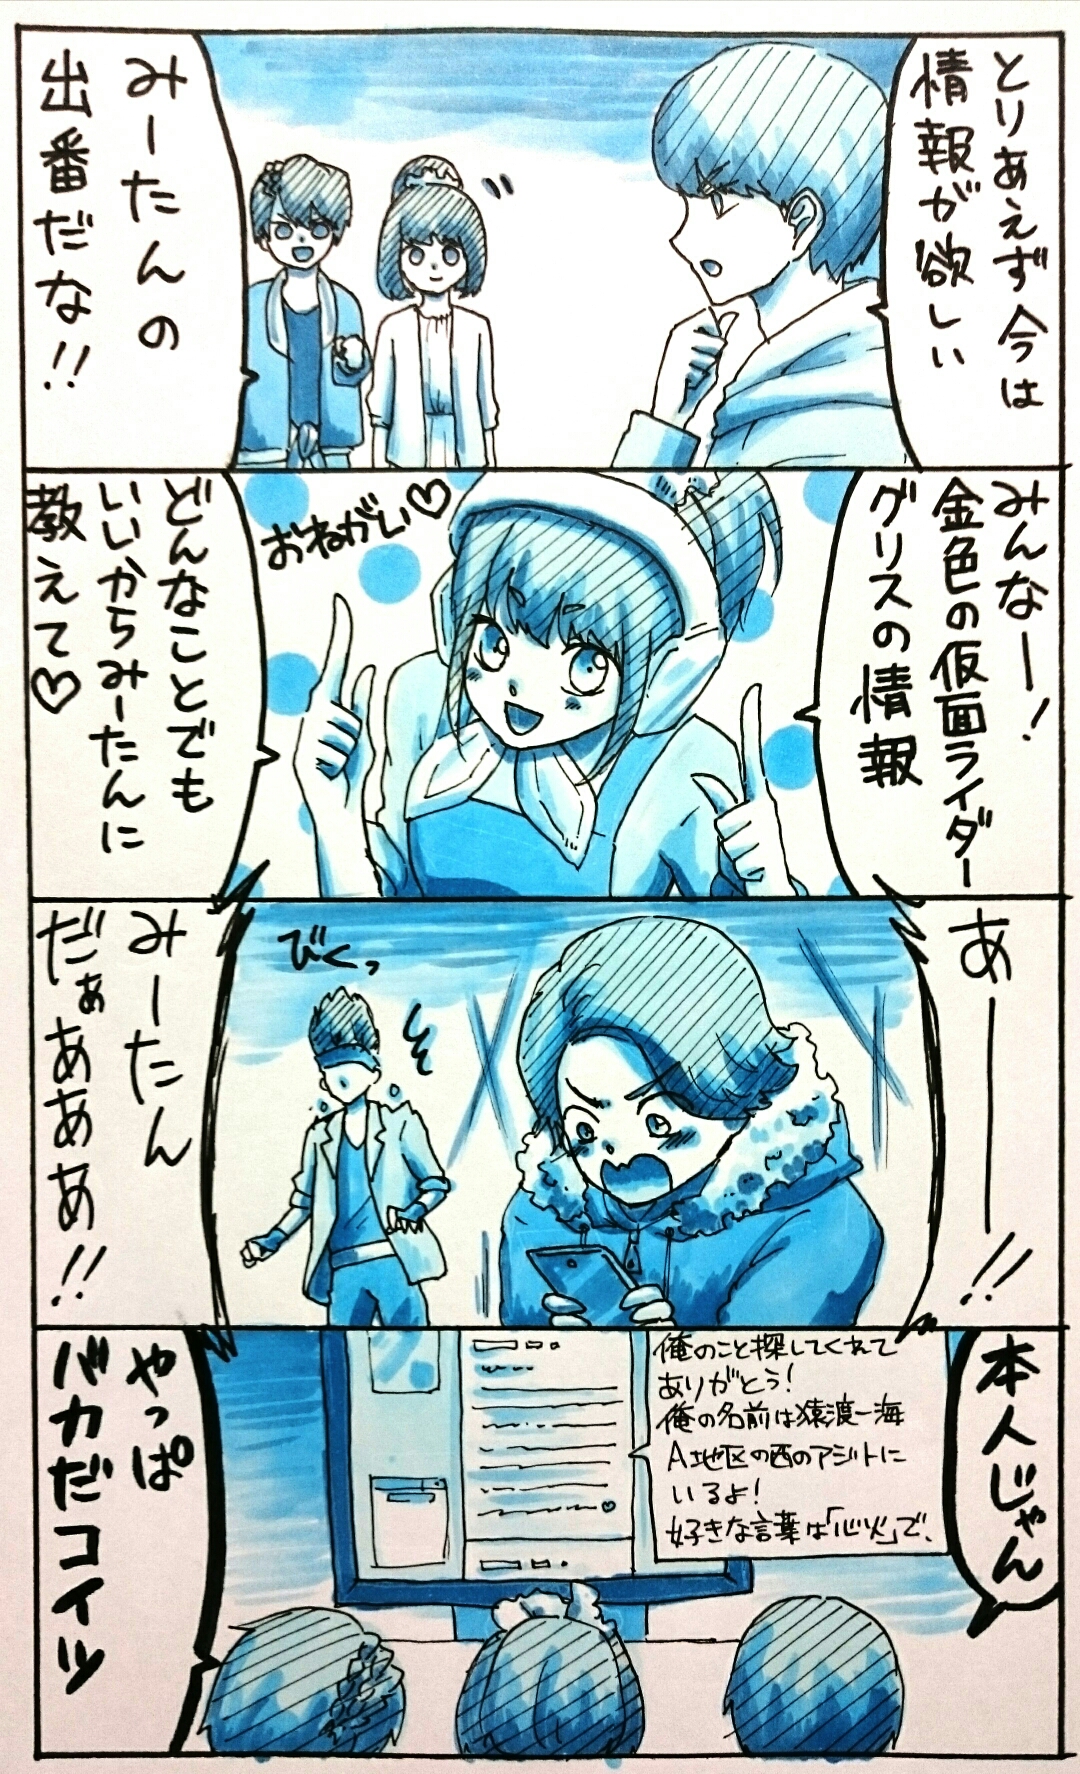 とりあえず今は
情報が欲しい
みーたんの
出番だな!!
みんなー!
金色の仮面ライダー
グリスの情報
おねがい♡
どんなことでも
いいからみーたんに
教えて♡
あーーー!!
びくっ
みーたん
だぁあああ!!
本人じゃん
俺のこと探してくれて
ありがとう!
俺の名前は猿渡一海
A地区の西のアジトに
いるよ!
好きな言葉は「心火」で、
やっぱ
バカだコイツ